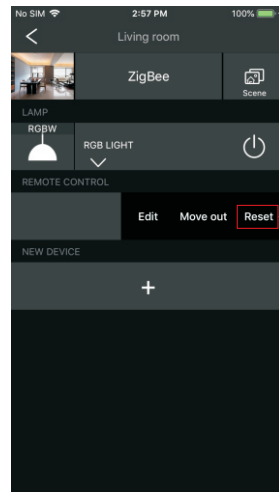 No SIM 2:57 PM 100%
Living room
ZigBee
Scene
LAMP
RGBW
RGB LIGHT
REMOTE CONTROL
Edit Move out Reset
NEW DEVICE
+